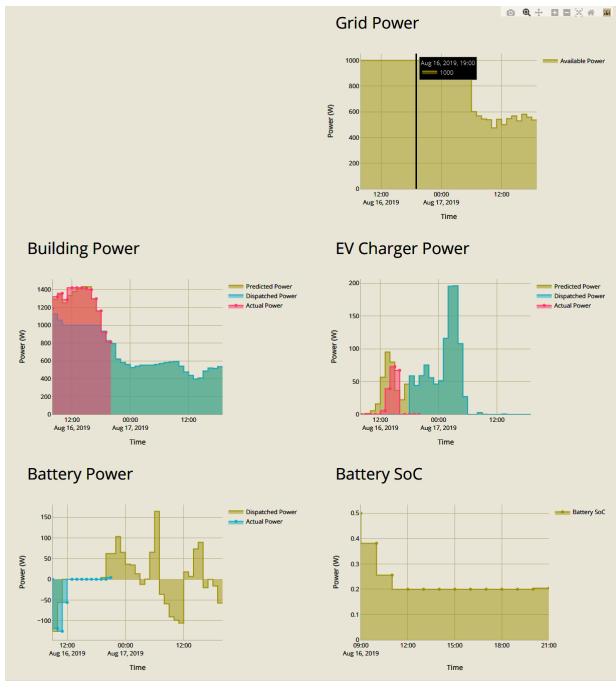 Grid Power
Aug 16, 2019, 19:00
1000
Available Power
1000
800
600
400
200
0
Power (W)
12:00
Aug 16, 2019
00:00
Aug 17, 2019
12:00
Time
Building Power
Predicted Power
Dispatched Power
Actual Power
1400
1200
1000
800
600
400
200
0
Power (W)
12:00
Aug 16, 2019
00:00
Aug 17, 2019
12:00
Time
EV Charger Power
Predicted Power
Dispatched Power
Actual Power
200
150
100
50
0
Power (W)
12:00
Aug 16, 2019
00:00
Aug 17, 2019
12:00
Time
Battery Power
Dispatched Power
Actual Power
150
100
50
0
−50
−100
Power (W)
12:00
Aug 16, 2019
00:00
Aug 17, 2019
12:00
Time
Battery SoC
Battery SoC
0.5
0.4
0.3
0.2
0.1
0
Power (W)
09:00
Aug 16, 2019
12:00
15:00
18:00
21:00
Time